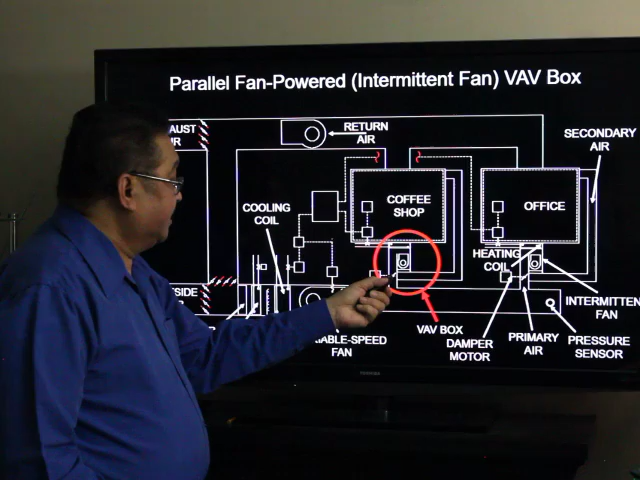 Parallel Fan-Powered (Intermittent Fan) VAV Box
RETURN
AIR
SECONDARY
AIR
COOLING
COIL
COFFEE
SHOP
OFFICE
HEATING
COIL
INTERMITTEN
FAN
VAV BOX
DAMPER
MOTOR
PRIMARY
AIR
PRESSURE
SENSOR
FAN
TOSHIBA